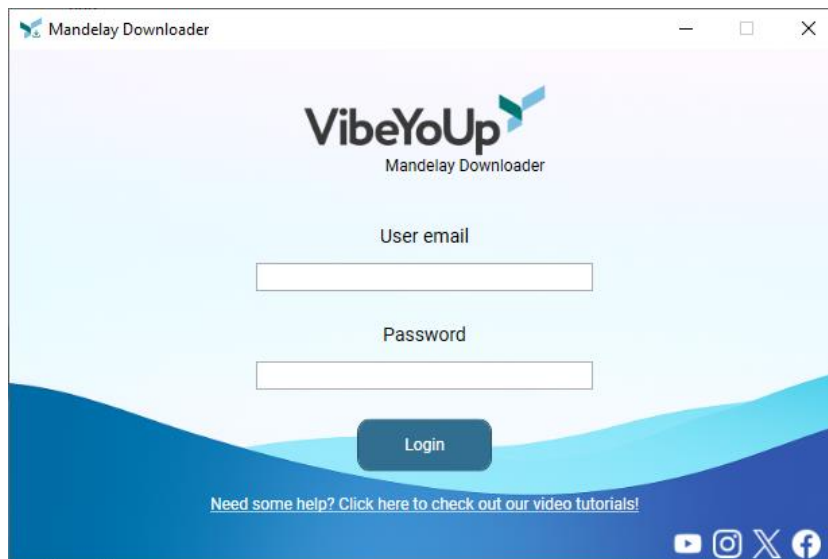 Mandelay Downloader
VibeYoUp
Mandelay Downloader
User email
Password
Login
Need some help? Click here to check out our video tutorials!